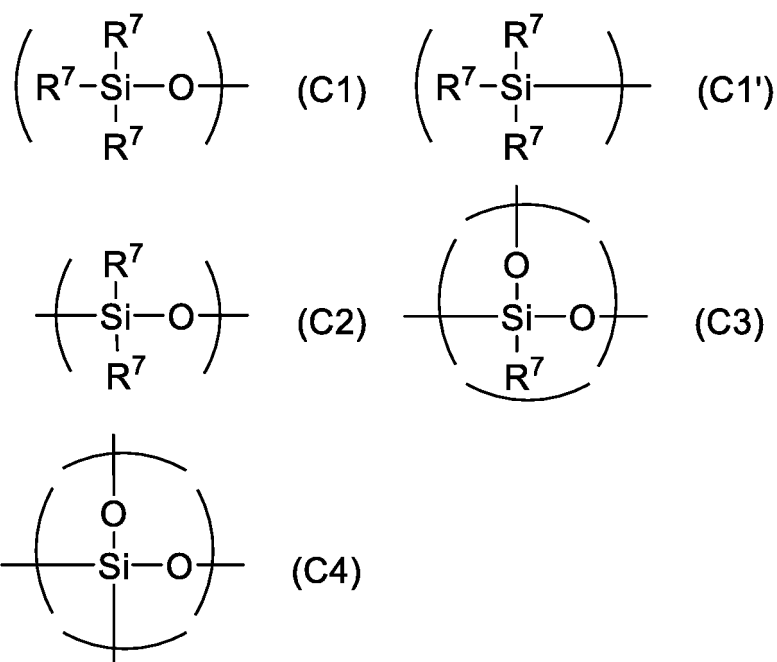 R⁷ R⁷
R⁷-Si-O- (C1) R⁷-Si- (C1')
R⁷ R⁷
R⁷ O
-Si-O- (C2) -Si-O- (C3)
R⁷ R⁷
O
-Si-O- (C4)